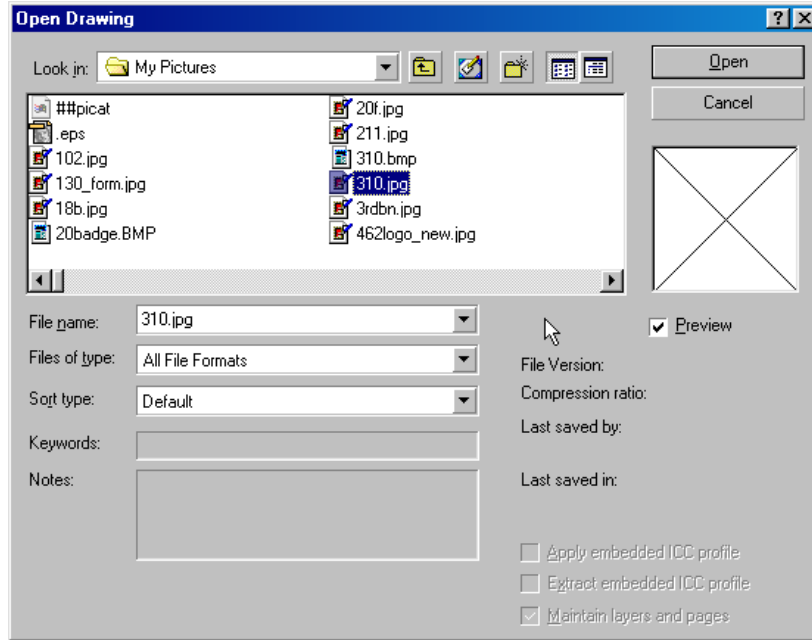 Open Drawing
Look in: My Pictures
Open
Cancel
##picat
.eps
102.jpg
130_form.jpg
18b.jpg
20badge.BMP
20f.jpg
211.jpg
310.bmp
310.jpg
3rdbn.jpg
462logo_new.jpg
File name: 310.jpg
Preview
Files of type: All File Formats
File Version:
Sort type: Default
Compression ratio:
Last saved by:
Keywords:
Notes:
Last saved in:
Apply embedded ICC profile
Extract embedded ICC profile
Maintain layers and pages